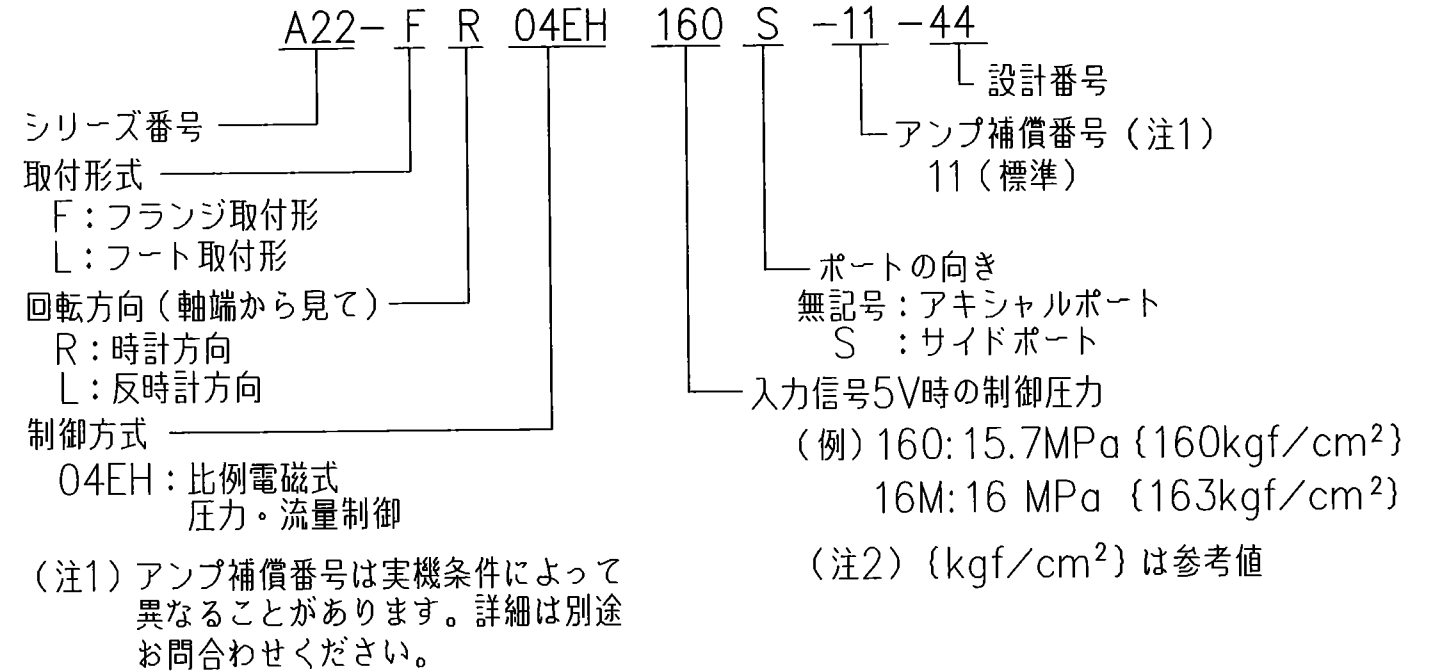 A22- F R 04EH 160 S -11 -44
設計番号
シリーズ番号
アンプ補償番号（注1）
11（標準）
取付形式
F：フランジ取付形
L：フート取付形
ポートの向き
無記号：アキシャルポート
S ：サイドポート
回転方向（軸端から見て）
R：時計方向
L：反時計方向
入力信号5V時の制御圧力
（例）160：15.7MPa｛160kgf/cm²｝
16M：16 MPa ｛163kgf/cm²｝
制御方式
04EH：比例電磁式
圧力・流量制御
（注2）｛kgf/cm²｝は参考値
（注1）アンプ補償番号は実機条件によって
異なることがあります。詳細は別途
お問合わせください。